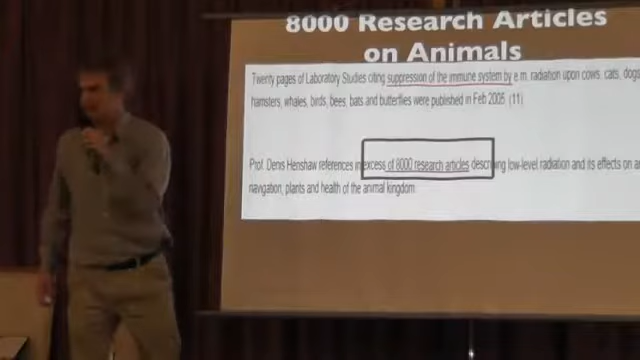 8000 Research Articles
on Animals
Twenty pages of Laboratory Studies citing suppression of the immune system by e.m. radiation upon cows, cats, dogs
hamsters, whales, birds, bees, bats and butterflies were published in Feb 2005 (11)
Prof. Denis Henshaw references in excess of 8000 research articles describing low-level radiation and its effects on
navigation, plants and health of the animal kingdom